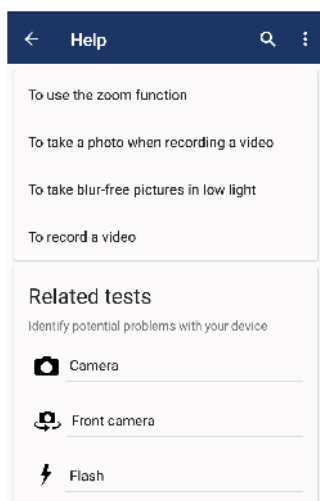 Help
To use the zoom function
To take a photo when recording a video
To take blur-free pictures in low light
To record a video
Related tests
Identify potential problems with your device
Camera
Front camera
Flash